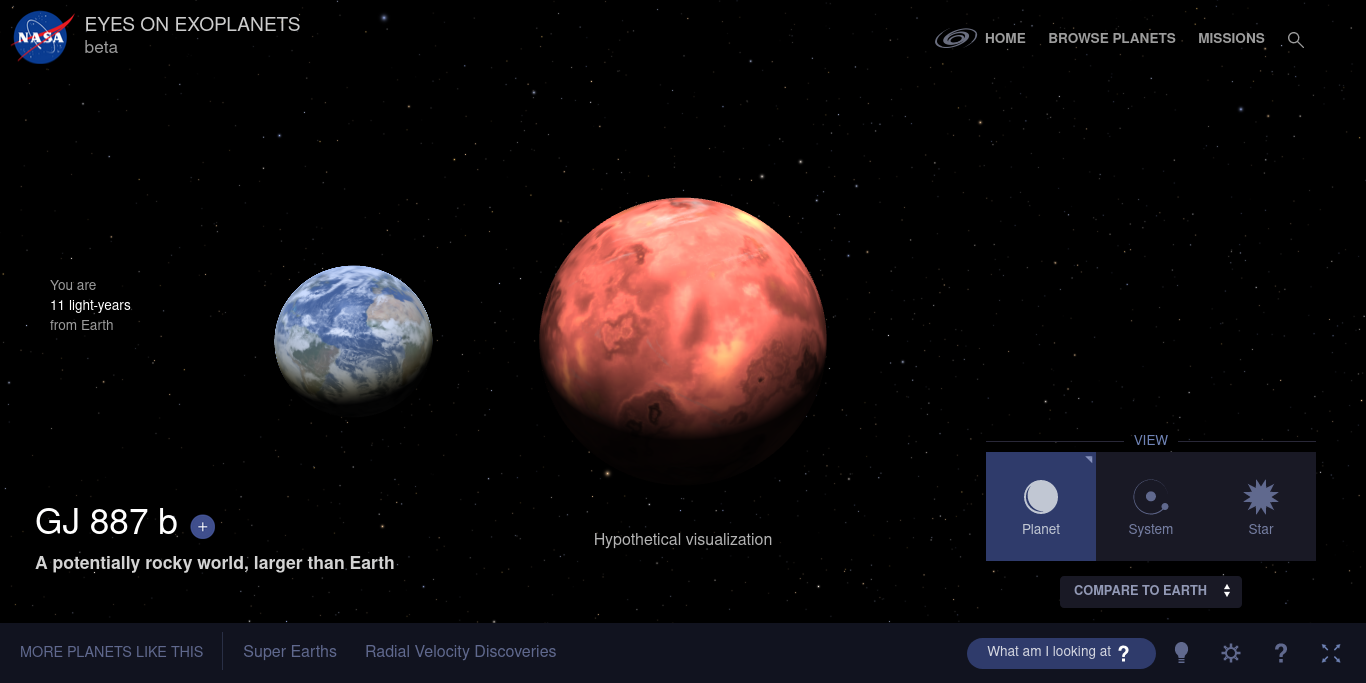 NASA
EYES ON EXOPLANETS
beta
HOME
BROWSE PLANETS
MISSIONS
You are
11 light-years
from Earth
GJ 887 b +
A potentially rocky world, larger than Earth
Hypothetical visualization
VIEW
Planet
System
Star
COMPARE TO EARTH
MORE PLANETS LIKE THIS
Super Earths
Radial Velocity Discoveries
What am I looking at ?
?